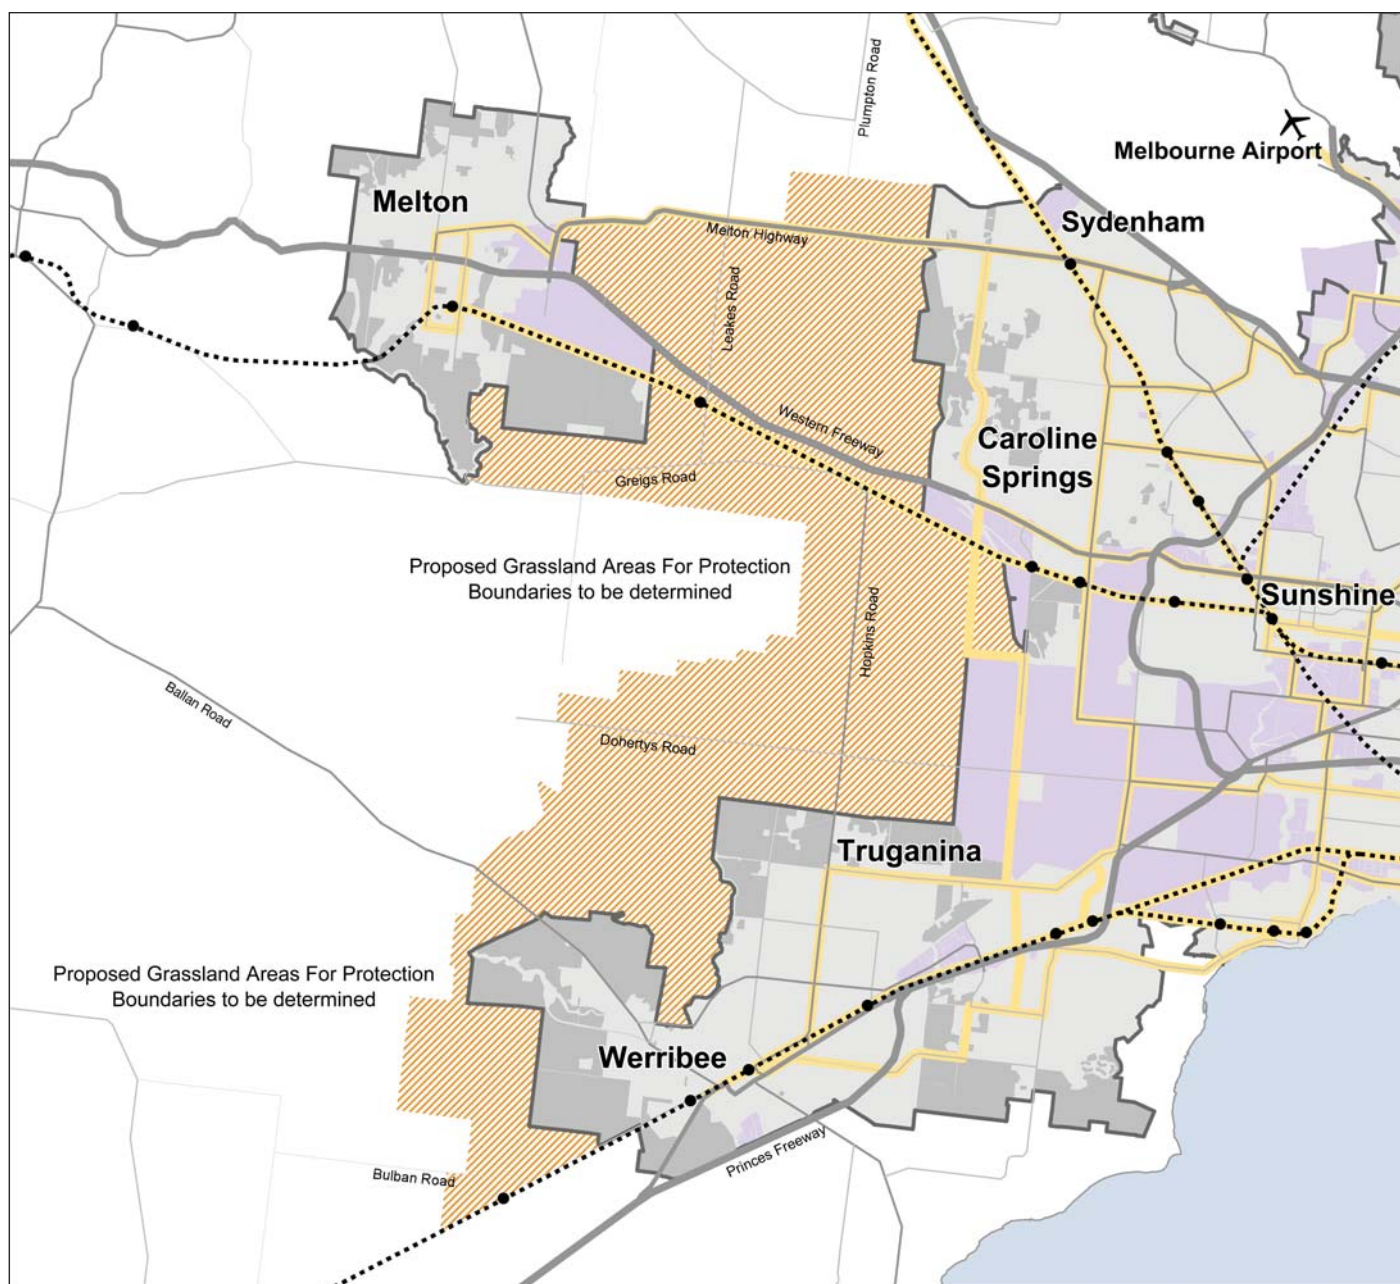 Plumpton Road
Melbourne Airport
Melton
Sydenham
Melton Highway
Leakes Road
Western Freeway
Caroline
Springs
Greigs Road
Proposed Grassland Areas For Protection
Boundaries to be determined
Sunshine
Hopkins Road
Ballan Road
Dohertys Road
Truganina
Proposed Grassland Areas For Protection
Boundaries to be determined
Werribee
Princes Freeway
Bulban Road